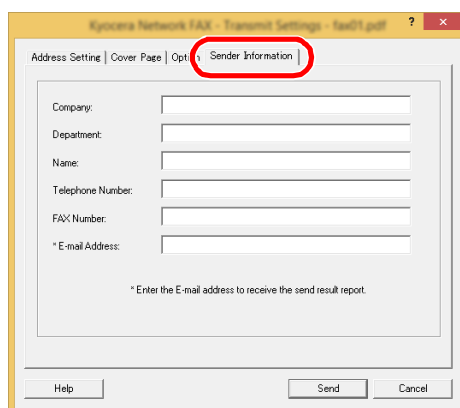 Kyocera Network FAX - Transmit Settings - fax01.pdf ? ×
Address Setting Cover Page Sender Information
Company:
Department:
Name:
Telephone Number:
FAX Number:
* E-mail Address:
* Enter the E-mail address to receive the send result report.
Help Send Cancel